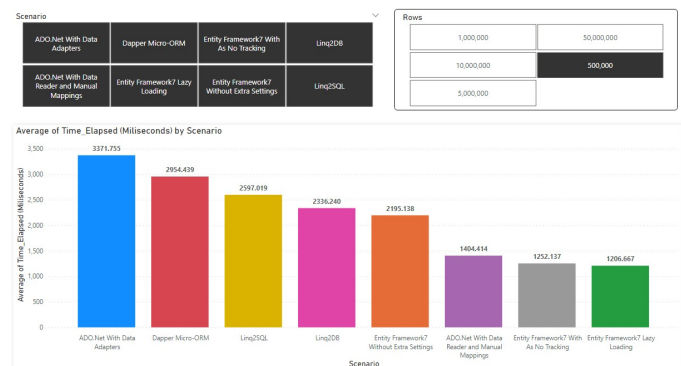 Scenario
ADO.Net With Data
Adapters
Dapper Micro-ORM
Entity Framework7 With
As No Tracking
Linq2DB
ADO.Net With Data
Reader and Manual
Mappings
Entity Framework7 Lazy
Loading
Entity Framework7
Without Extra Settings
Linq2SQL
Rows
1,000,000
50,000,000
10,000,000
500,000
5,000,000
Average of Time_Elapsed (Miliseconds) by Scenario
Average of Time_Elapsed (Miliseconds)
3,500
3,000
2,500
2,000
1,500
1,000
500
0
3371.755
2954.439
2597.019
2336.240
2195.138
1404.414
1252.137
1206.667
ADO.Net With Data
Adapters
Dapper Micro-ORM
Linq2SQL
Linq2DB
Entity Framework7
Without Extra Settings
ADO.Net With Data
Reader and Manual
Mappings
Entity Framework7 With
As No Tracking
Entity Framework7 Lazy
Loading
Scenario